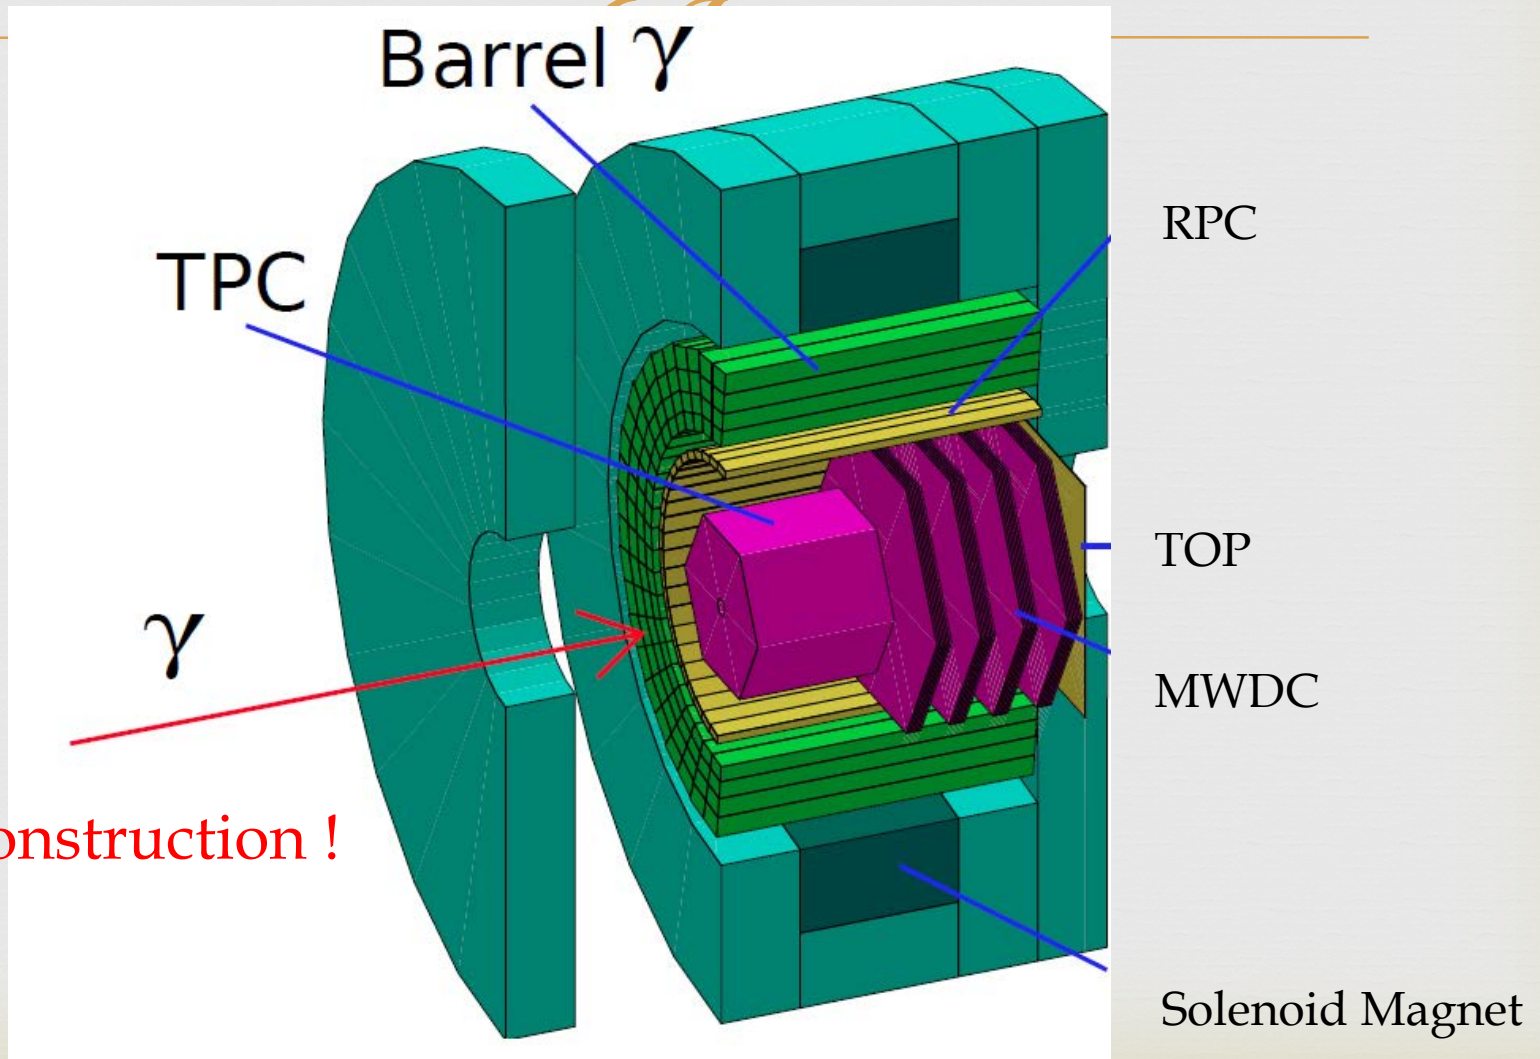 Barrel γ
RPC
TPC
TOP
γ
MWDC
onstruction !
Solenoid Magnet